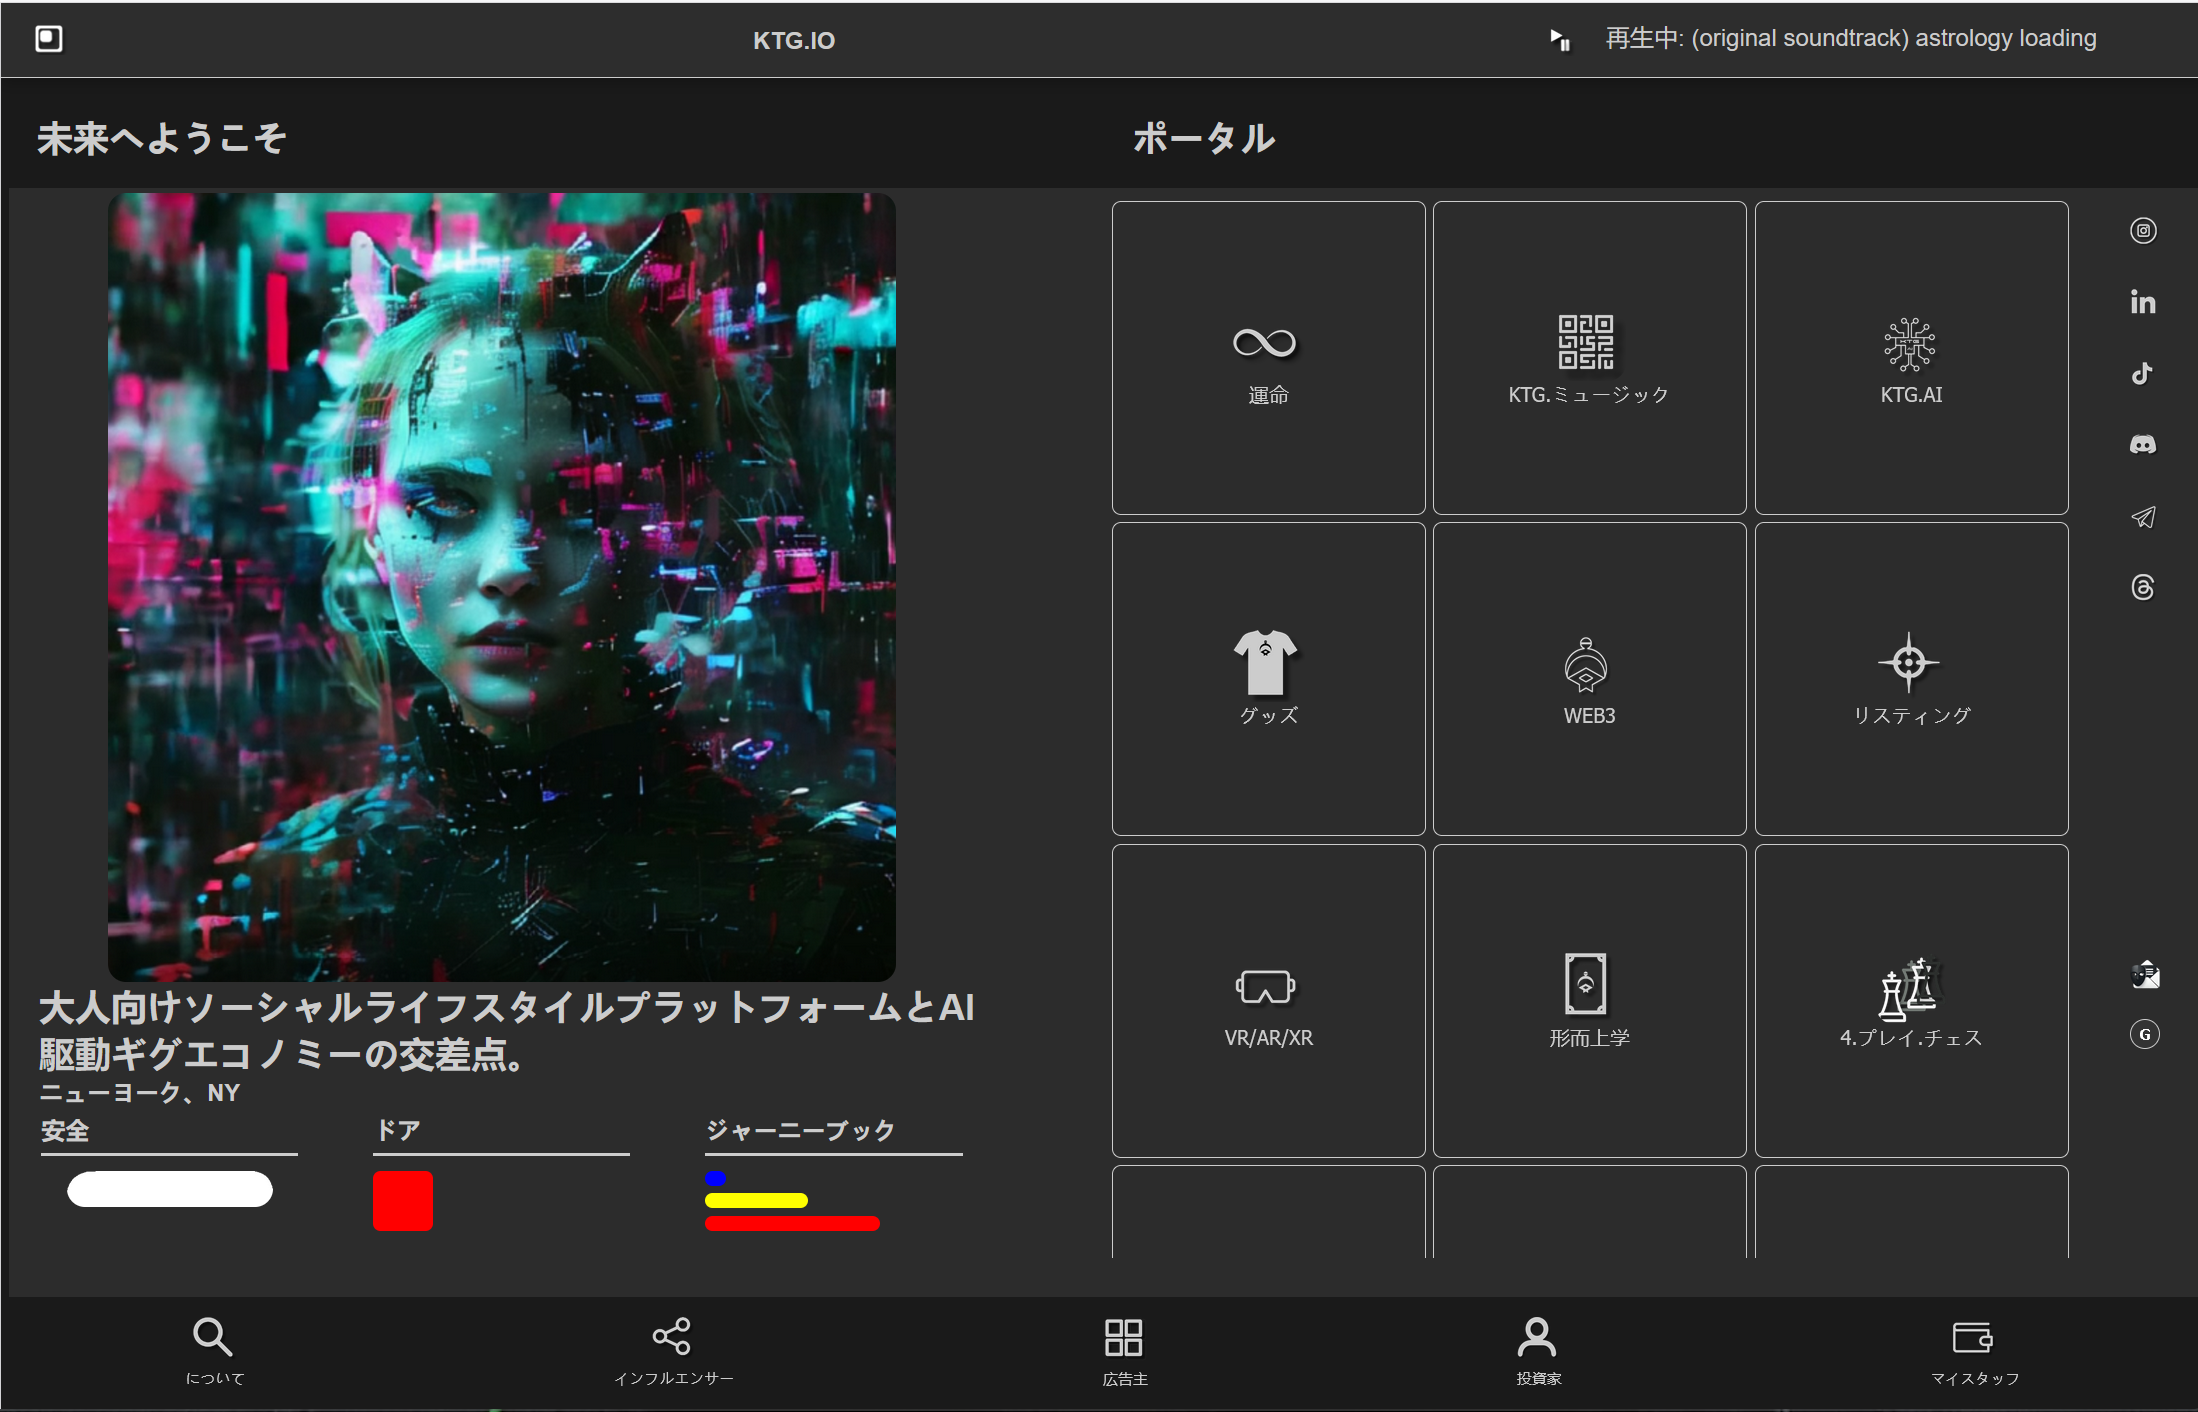 KTG.IO
再生中: (original soundtrack) astrology loading
未来へようこそ
ポータル
運命
KTG.ミュージック
KTG
KTG.AI
グッズ
WEB3
リスティング
VR/AR/XR
形而上学
4.プレイ.チェス
G
大人向けソーシャルライフスタイルプラットフォームとAI
駆動ギグエコノミーの交差点。
ニューヨーク、NY
安全
ドア
ジャーニーブック
について
インフルエンサー
広告主
投資家
マイスタッフ